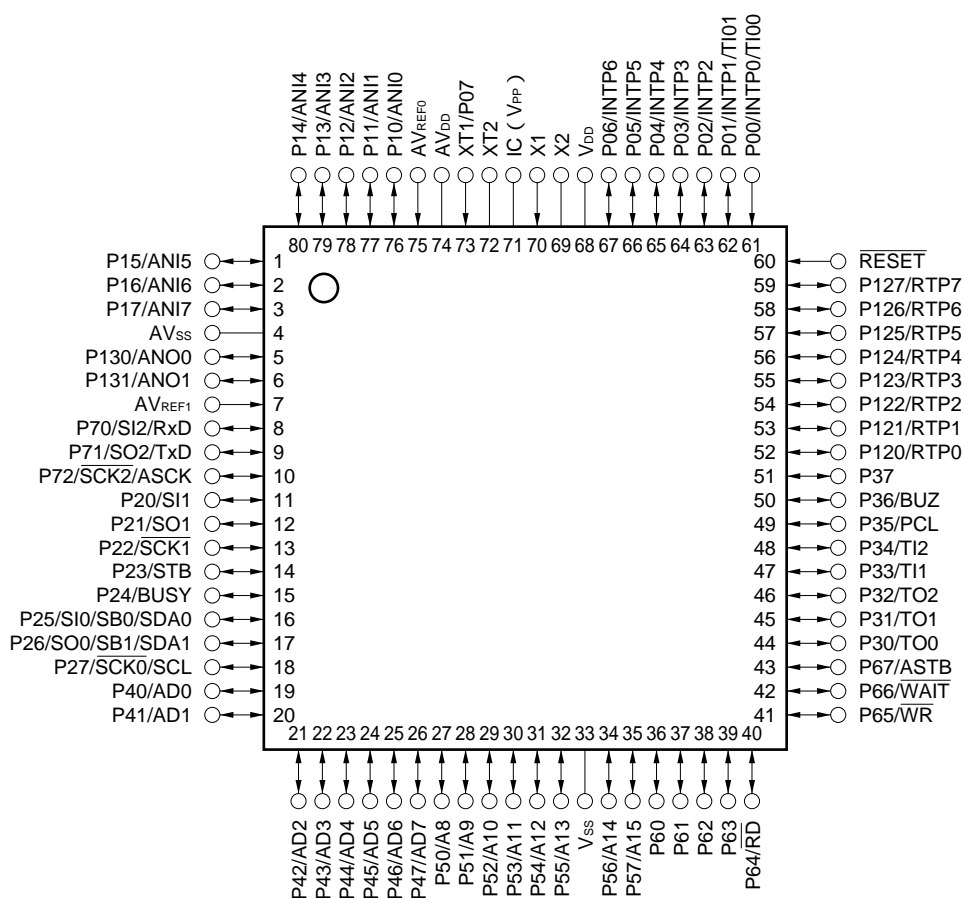 P14/ANI4
P13/ANI3
P12/ANI2
P11/ANI1
P10/ANI0
AVREF0
AVDD
XT1/P07
XT2
IC (VPP)
X1
X2
VDD
P06/INTP6
P05/INTP5
P04/INTP4
P03/INTP3
P02/INTP2
P01/INTP1/TI01
P00/INTP0/TI00
80 79 78 77 76 75 74 73 72 71 70 69 68 67 66 65 64 63 62 61
P15/ANI5 1
P16/ANI6 2
P17/ANI7 3
AVSS 4
P130/ANO0 5
P131/ANO1 6
AVREF1 7
P70/SI2/RxD 8
P71/SO2/TxD 9
P72/SCK2/ASCK 10
P20/SI1 11
P21/SO1 12
P22/SCK1 13
P23/STB 14
P24/BUSY 15
P25/SI0/SB0/SDA0 16
P26/SO0/SB1/SDA1 17
P27/SCK0/SCL 18
P40/AD0 19
P41/AD1 20
60 RESET
59 P127/RTP7
58 P126/RTP6
57 P125/RTP5
56 P124/RTP4
55 P123/RTP3
54 P122/RTP2
53 P121/RTP1
52 P120/RTP0
51 P37
50 P36/BUZ
49 P35/PCL
48 P34/TI2
47 P33/TI1
46 P32/TO2
45 P31/TO1
44 P30/TO0
43 P67/ASTB
42 P66/WAIT
41 P65/WR
21 22 23 24 25 26 27 28 29 30 31 32 33 34 35 36 37 38 39 40
P42/AD2
P43/AD3
P44/AD4
P45/AD5
P46/AD6
P47/AD7
P50/A8
P51/A9
P52/A10
P53/A11
P54/A12
P55/A13
VSS
P56/A14
P57/A15
P60
P61
P62
P63
P64/RD